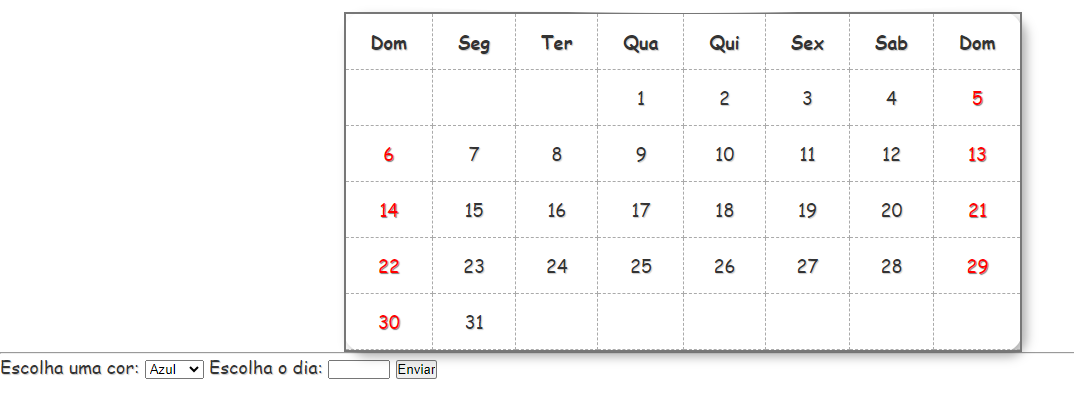 Dom Seg Ter Qua Qui Sex Sab Dom
1 2 3 4 5
6 7 8 9 10 11 12 13
14 15 16 17 18 19 20 21
22 23 24 25 26 27 28 29
30 31
Escolha uma cor: Azul Escolha o dia: Enviar